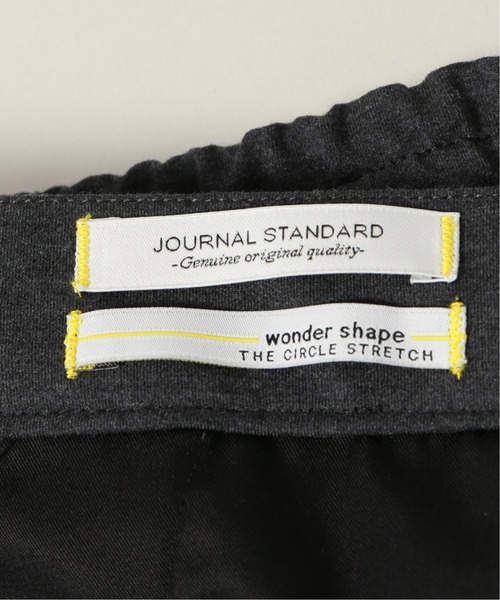 JOURNAL STANDARD
-Genuine original quality-
wonder shape
THE CIRCLE STRETCH